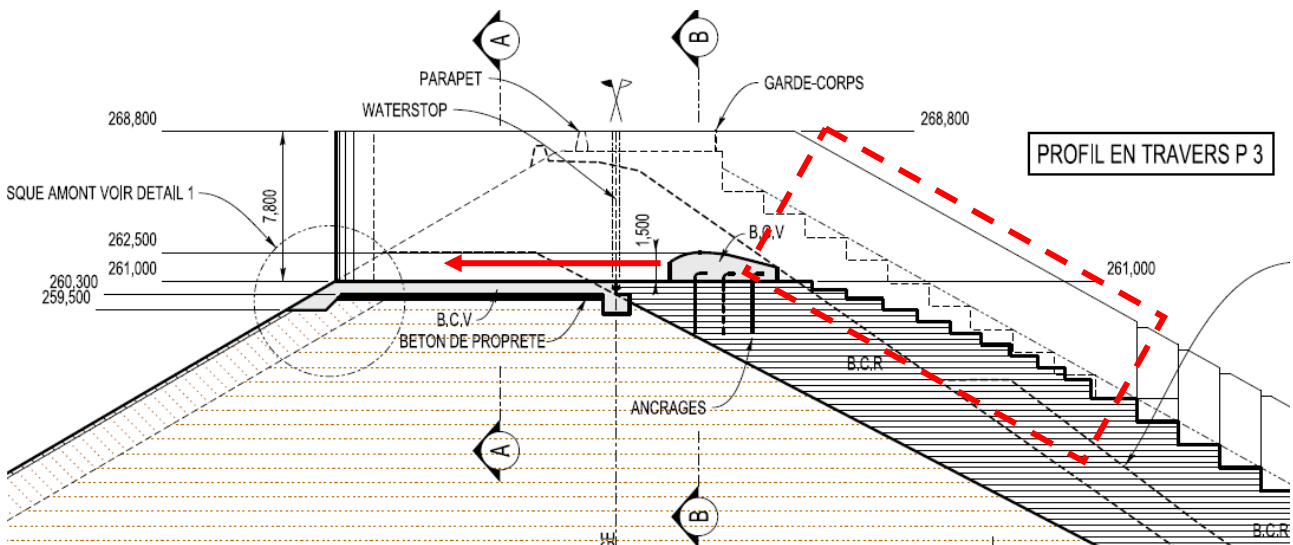 A
B
PARAPET
GARDE-CORPS
WATERSTOP
268,800
268,800
PROFIL EN TRAVERS P 3
SQUE AMONT VOIR DETAIL 1
7,800
262,500
1,500
B.C.V
261,000
261,000
260,300
259,500
B.C.V
BETON DE PROPRETE
B.C.R
ANCRAGES
A
B
B.C.R